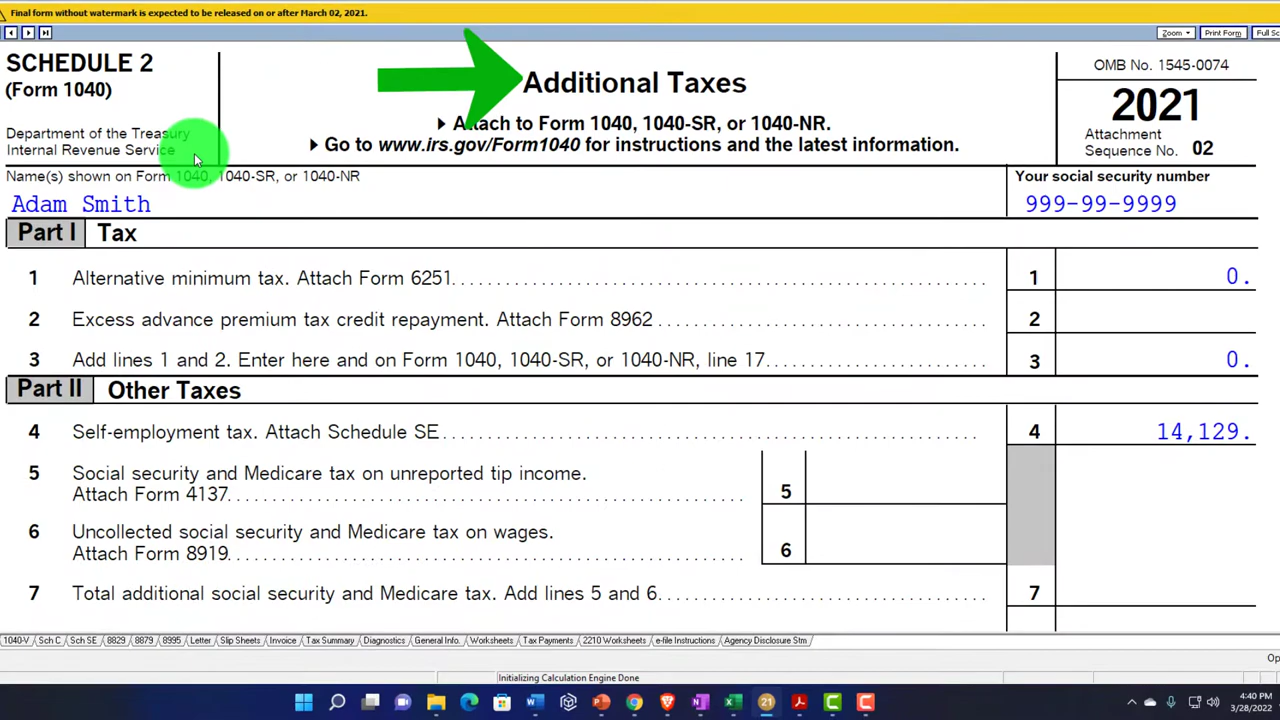 Final form without watermark is expected to be released on or after March 02, 2021.
Zoom
Print Form
Full Sc
SCHEDULE 2
(Form 1040)
Department of the Treasury
Internal Revenue Service
Additional Taxes
▶ Attach to Form 1040, 1040-SR, or 1040-NR.
▶ Go to www.irs.gov/Form1040 for instructions and the latest information.
OMB No. 1545-0074
2021
Attachment
Sequence No. 02
Name(s) shown on Form 1040, 1040-SR, or 1040-NR
Your social security number
Adam Smith
999-99-9999
Part I Tax
1 Alternative minimum tax. Attach Form 6251 1 0.
2 Excess advance premium tax credit repayment. Attach Form 8962 2
3 Add lines 1 and 2. Enter here and on Form 1040, 1040-SR, or 1040-NR, line 17 3 0.
Part II Other Taxes
4 Self-employment tax. Attach Schedule SE 4 14,129.
5 Social security and Medicare tax on unreported tip income.
Attach Form 4137 5
6 Uncollected social security and Medicare tax on wages.
Attach Form 8919 6
7 Total additional social security and Medicare tax. Add lines 5 and 6 7
1040-V Sch C Sch SE 8829 8879 8995 Letter Slip Sheets Invoice Tax Summary Diagnostics General Info. Worksheets Tax Payments 2210 Worksheets e-file Instructions Agency Disclosure Stm
Op
Initializing Calculation Engine Done
21
4:40 PM
3/28/2022